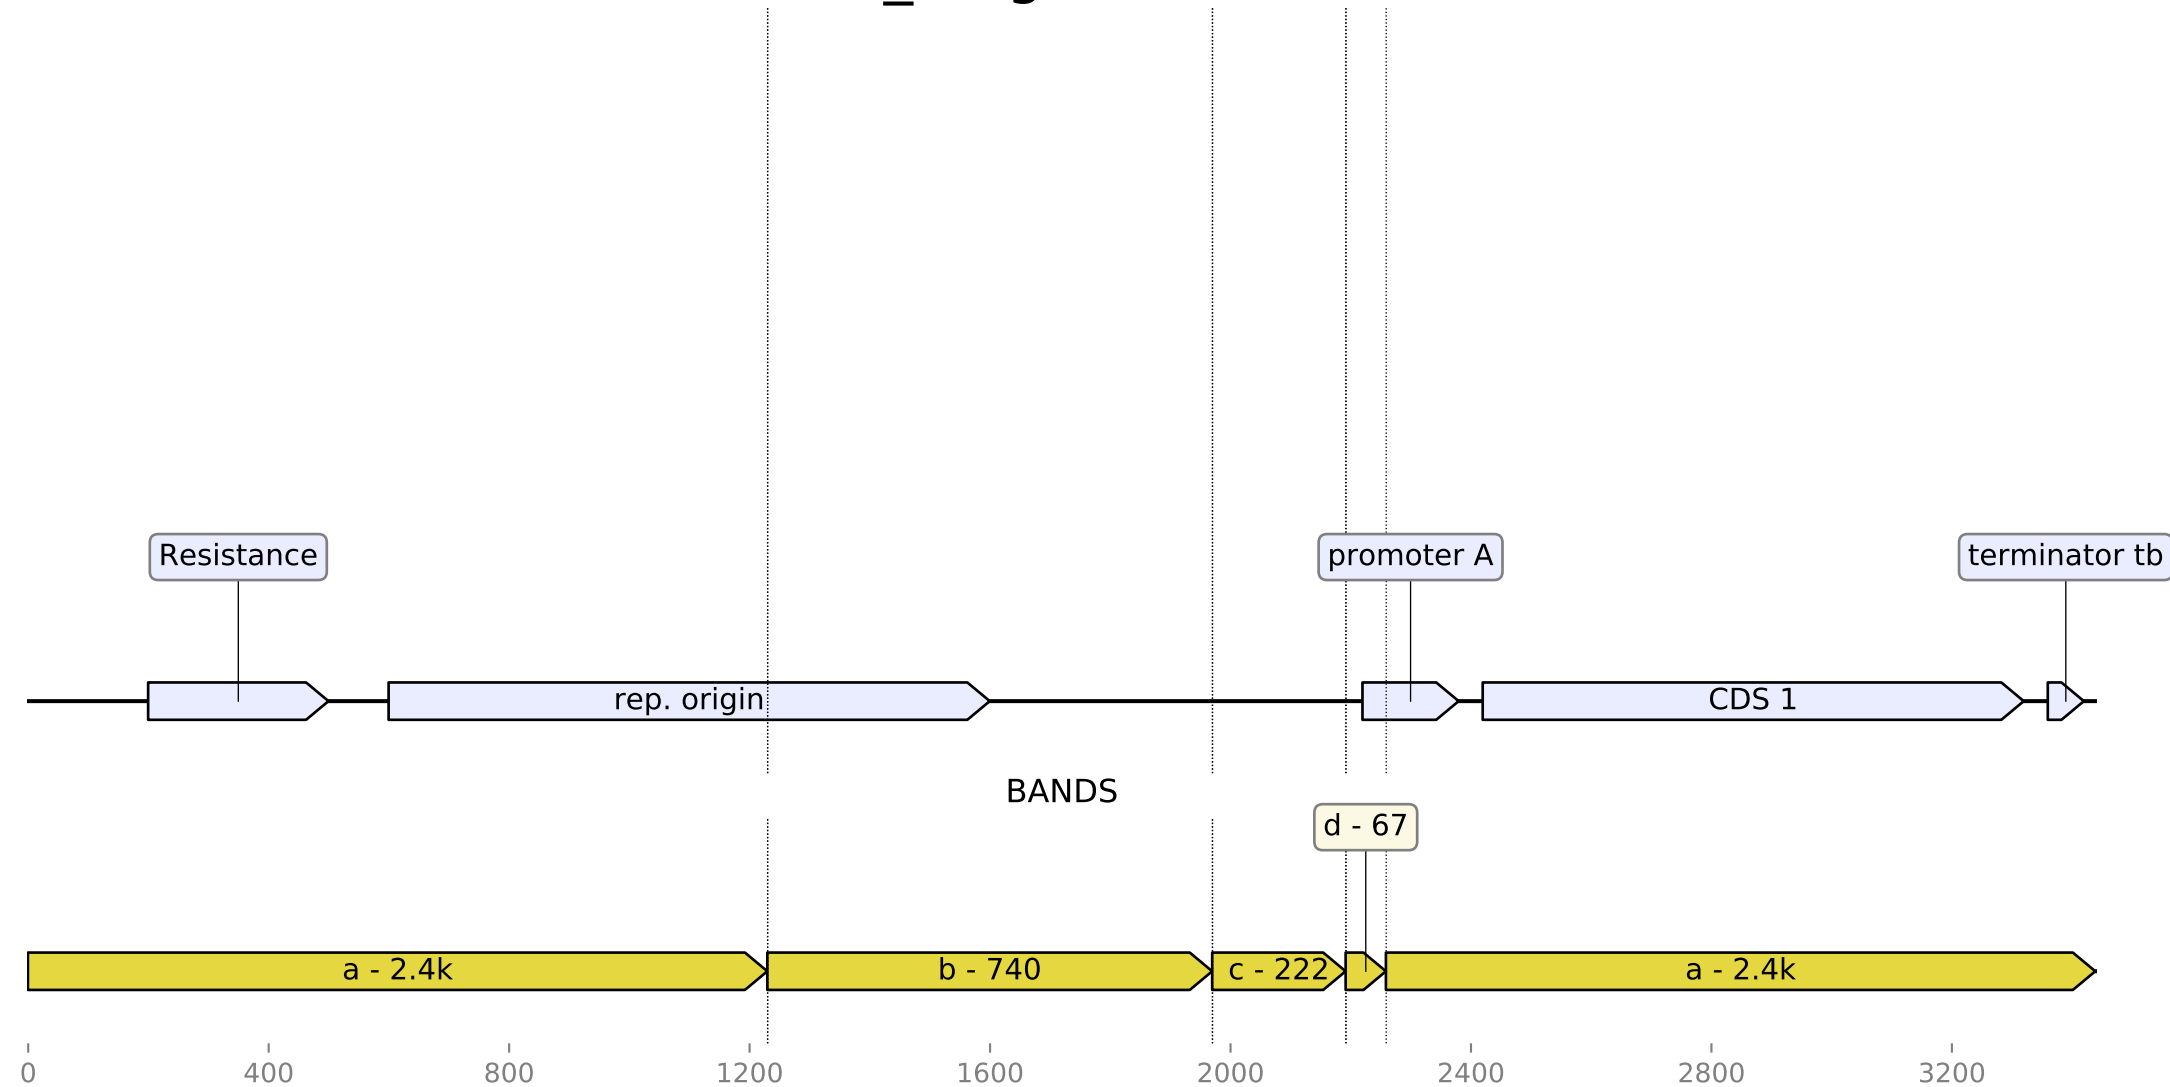 Resistance
promoter A
terminator tb
rep. origin
CDS 1
BANDS
d - 67
a - 2.4k
b - 740
c - 222
a - 2.4k
0 400 800 1200 1600 2000 2400 2800 3200